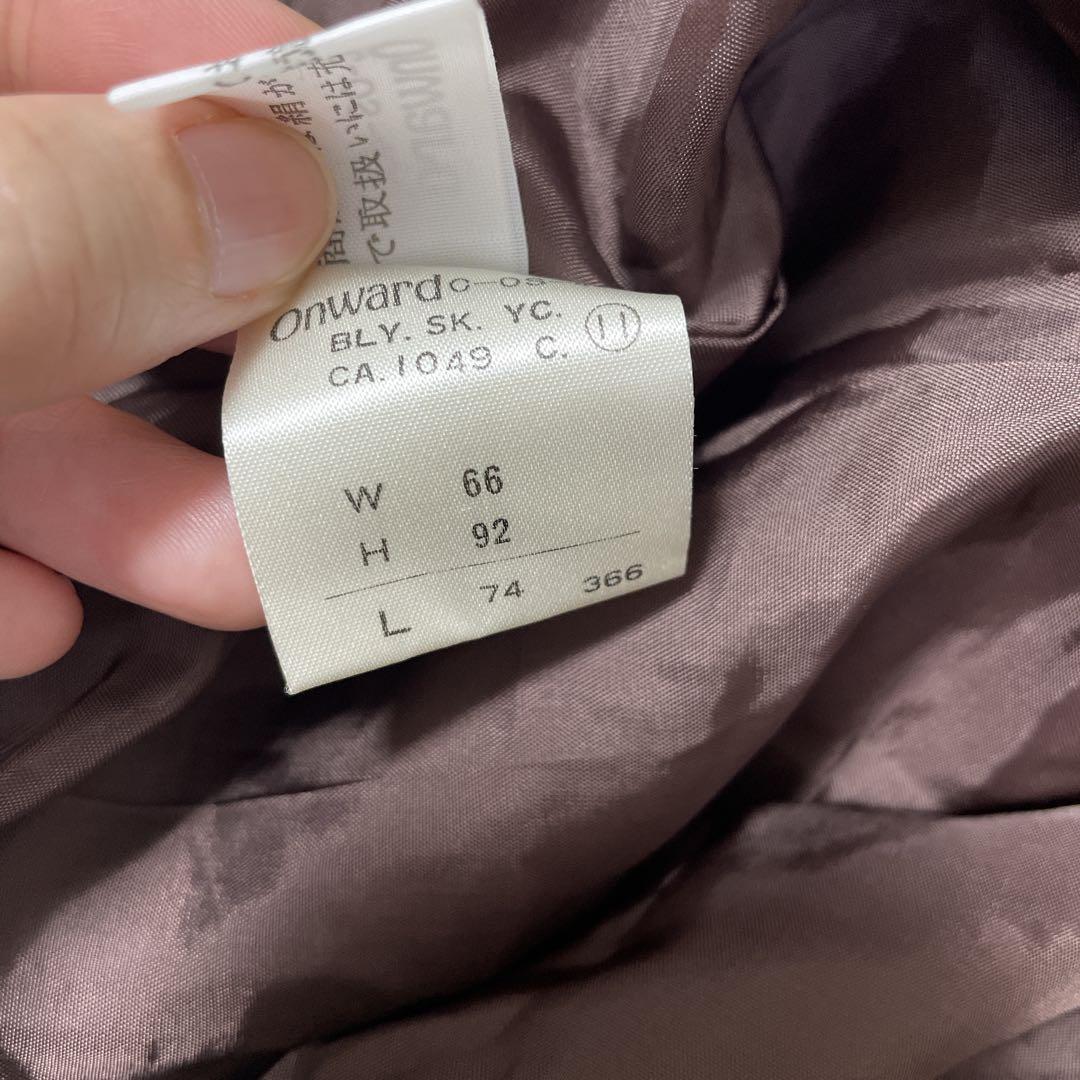 で取扱いには充
Onward
BLY. SK. YC. 11
CA.1049 C.
W 66
H 92
L 74 366